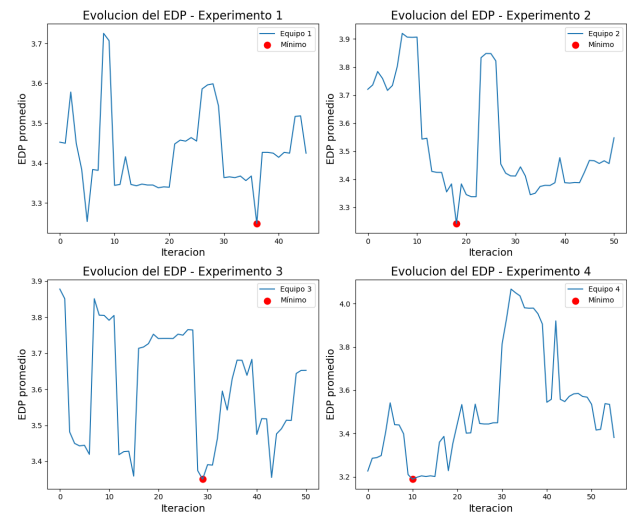 Evolucion del EDP - Experimento 1
EDP promedio
3.7
3.6
3.5
3.4
3.3
0
10
20
30
40
Iteracion
Equipo 1
Mínimo
Evolucion del EDP - Experimento 2
EDP promedio
3.9
3.8
3.7
3.6
3.5
3.4
3.3
0
10
20
30
40
50
Iteracion
Equipo 2
Mínimo
Evolucion del EDP - Experimento 3
EDP promedio
3.9
3.8
3.7
3.6
3.5
3.4
0
10
20
30
40
50
Iteracion
Equipo 3
Mínimo
Evolucion del EDP - Experimento 4
EDP promedio
4.0
3.8
3.6
3.4
3.2
0
10
20
30
40
50
Iteracion
Equipo 4
Mínimo